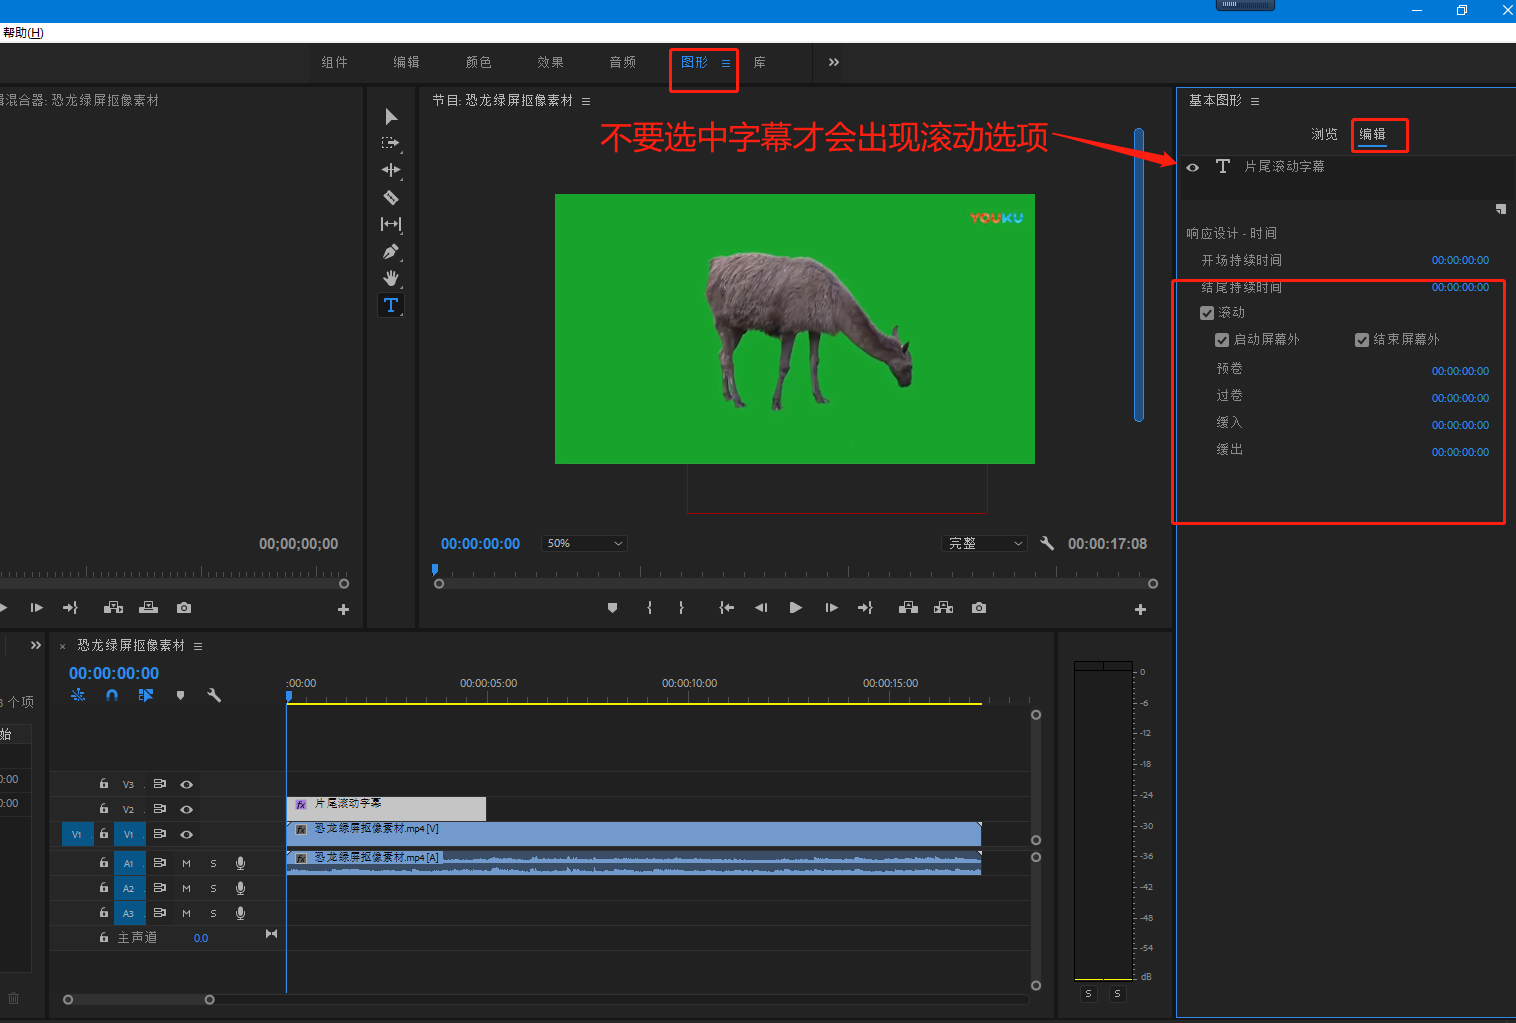 帮助(H)
组件 编辑 颜色 效果 音频 图形 库
混合器: 恐龙绿屏抠像素材
节目: 恐龙绿屏抠像素材
基本图形
不要选中字幕才会出现滚动选项
浏览 编辑
T 片尾滚动字幕
YOUKU
响应设计 - 时间
开场持续时间 00:00:00:00
结尾持续时间 00:00:00:00
滚动
启动屏幕外 结束屏幕外
预卷 00:00:00:00
过卷 00:00:00:00
缓入 00:00:00:00
缓出 00:00:00:00
00;00;00;00
00:00:00:00 50% 完整 00:00:17:08
恐龙绿屏抠像素材
00:00:00:00
:00:00 00:00:05:00 00:00:10:00 00:00:15:00
个项
始
:00
:00
V3
V2 fx 片尾滚动字幕
V1 V1 fx 恐龙绿屏抠像素材.mp4 [V]
A1 M S fx 恐龙绿屏抠像素材.mp4 [A]
A2 M S
A3 M S
主声道 0.0
0
-6
-12
-18
-24
-30
-36
-42
-48
-54
dB
S S